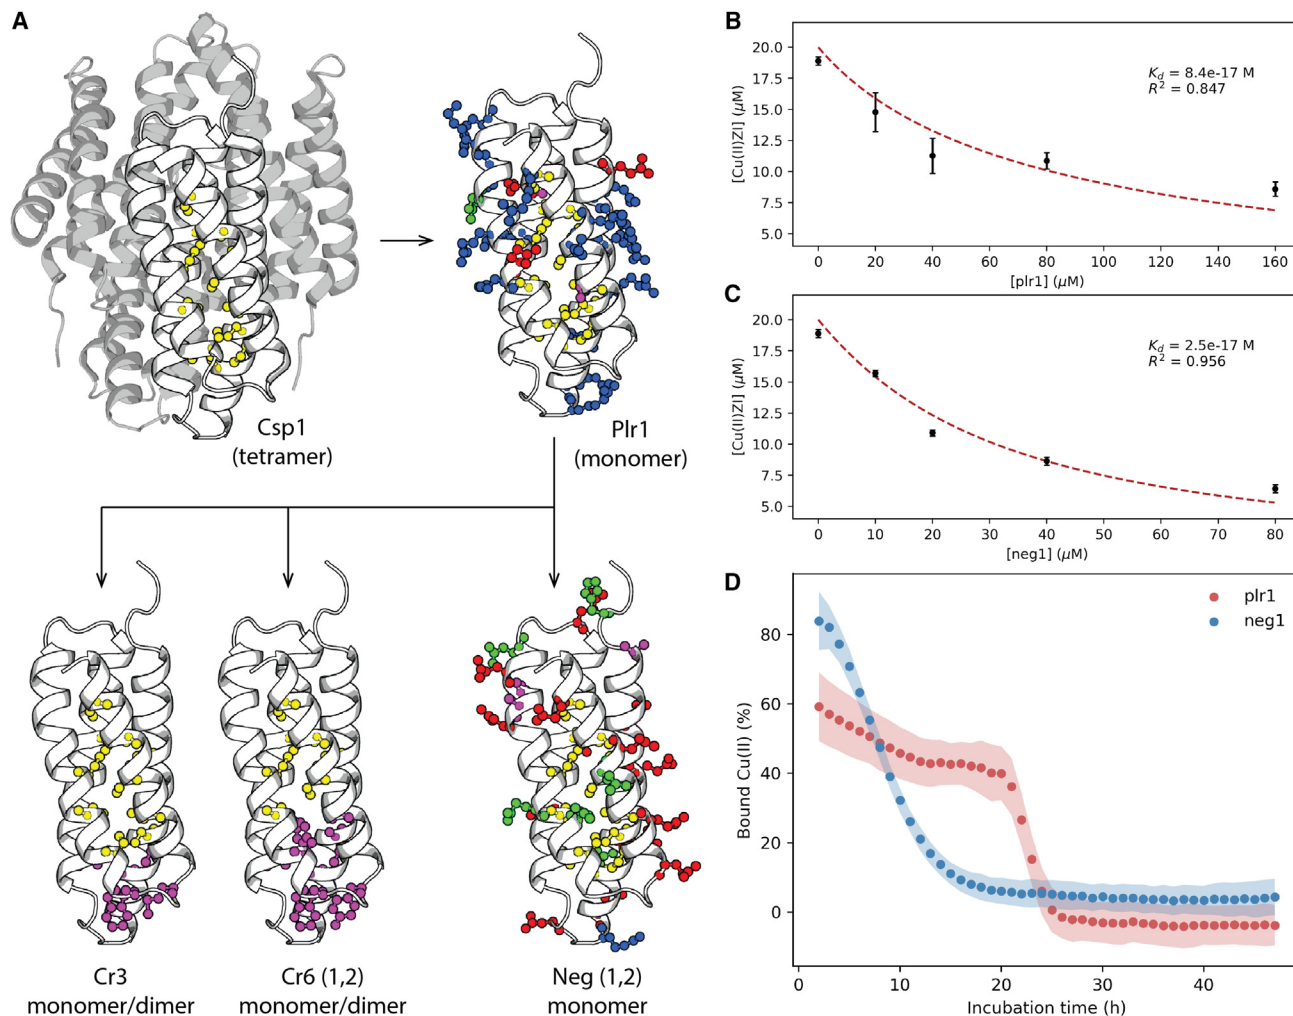 A
Csp1
(tetramer)
Plr1
(monomer)
Cr3
monomer/dimer
Cr6 (1,2)
monomer/dimer
Neg (1,2)
monomer
B
20.0
17.5
15.0
12.5
10.0
7.5
5.0
[Cu(II)ZI] (μM)
K_d = 8.4e-17 M
R² = 0.847
0 20 40 60 80 100 120 140 160
[plr1] (μM)
C
20.0
17.5
15.0
12.5
10.0
7.5
5.0
[Cu(II)ZI] (μM)
K_d = 2.5e-17 M
R² = 0.956
0 10 20 30 40 50 60 70 80
[neg1] (μM)
D
plr1
neg1
80
60
40
20
0
Bound Cu(II) (%)
0 10 20 30 40
Incubation time (h)